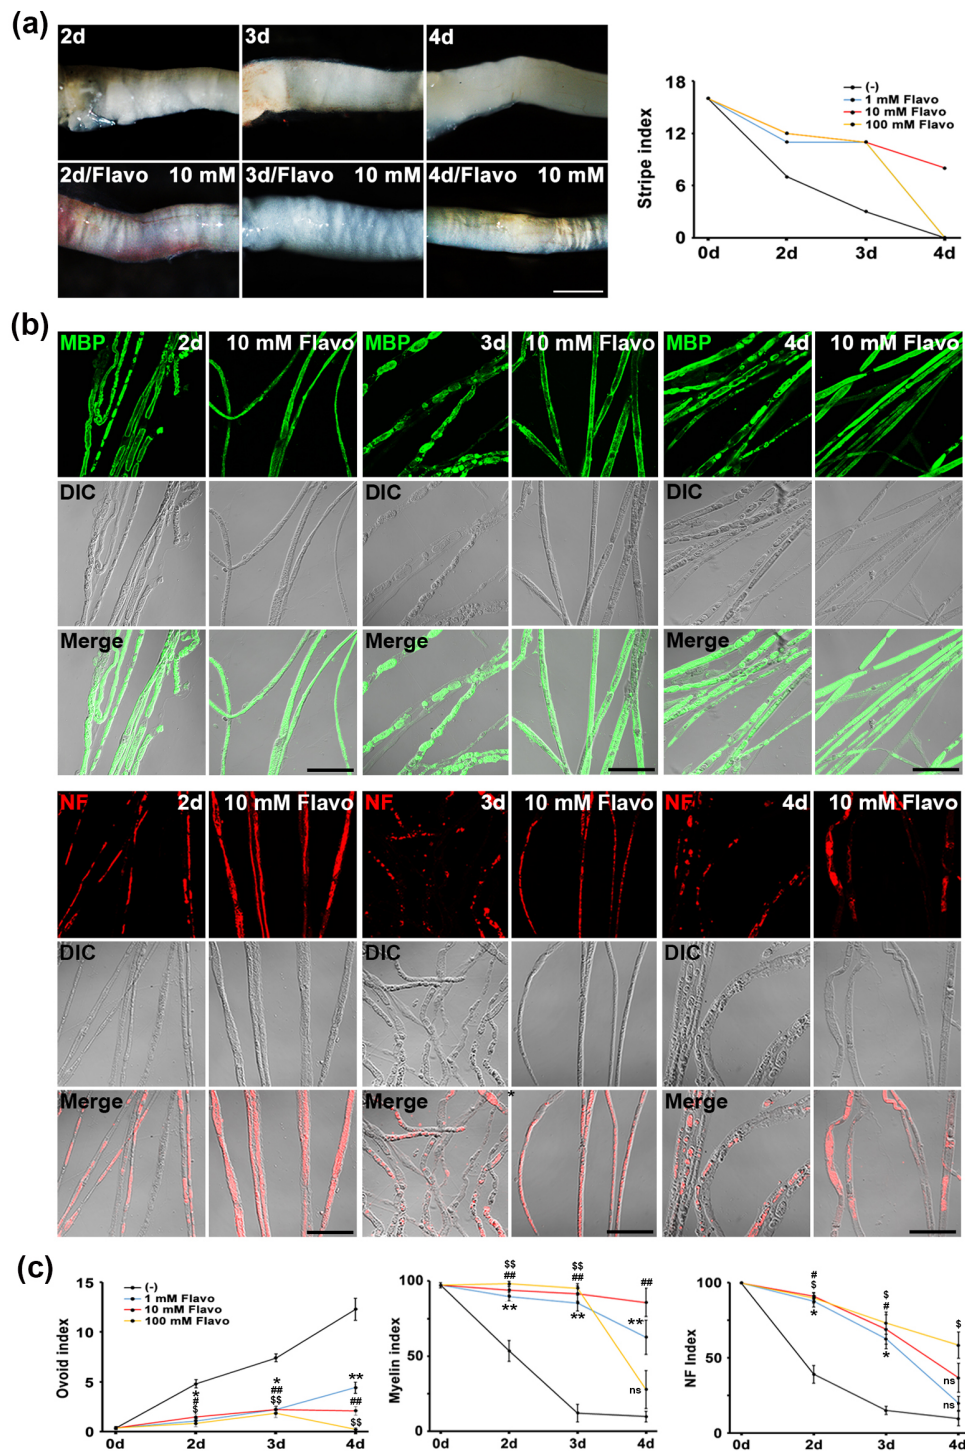 (a)
2d 3d 4d
2d/Flavo 10 mM 3d/Flavo 10 mM 4d/Flavo 10 mM
Stripe index
18
12
6
0
0d 2d 3d 4d
(-)
1 mM Flavo
10 mM Flavo
100 mM Flavo
(b)
MBP 2d 10 mM Flavo MBP 3d 10 mM Flavo MBP 4d 10 mM Flavo
DIC DIC DIC
Merge Merge Merge
NF 2d 10 mM Flavo NF 3d 10 mM Flavo NF 4d 10 mM Flavo
DIC DIC DIC
Merge Merge * Merge
(c)
Ovoid index
15
10
5
0
0d 2d 3d 4d
(-)
1 mM Flavo
10 mM Flavo
100 mM Flavo
*
#
$
*
##
$$
**
##
$$
Myelin index
100
50
0
0d 2d 3d 4d
$$
##
**
$$
##
**
##
**
ns
NF Index
100
50
0
0d 2d 3d 4d
#
$
*
$
#
*
$
ns
ns